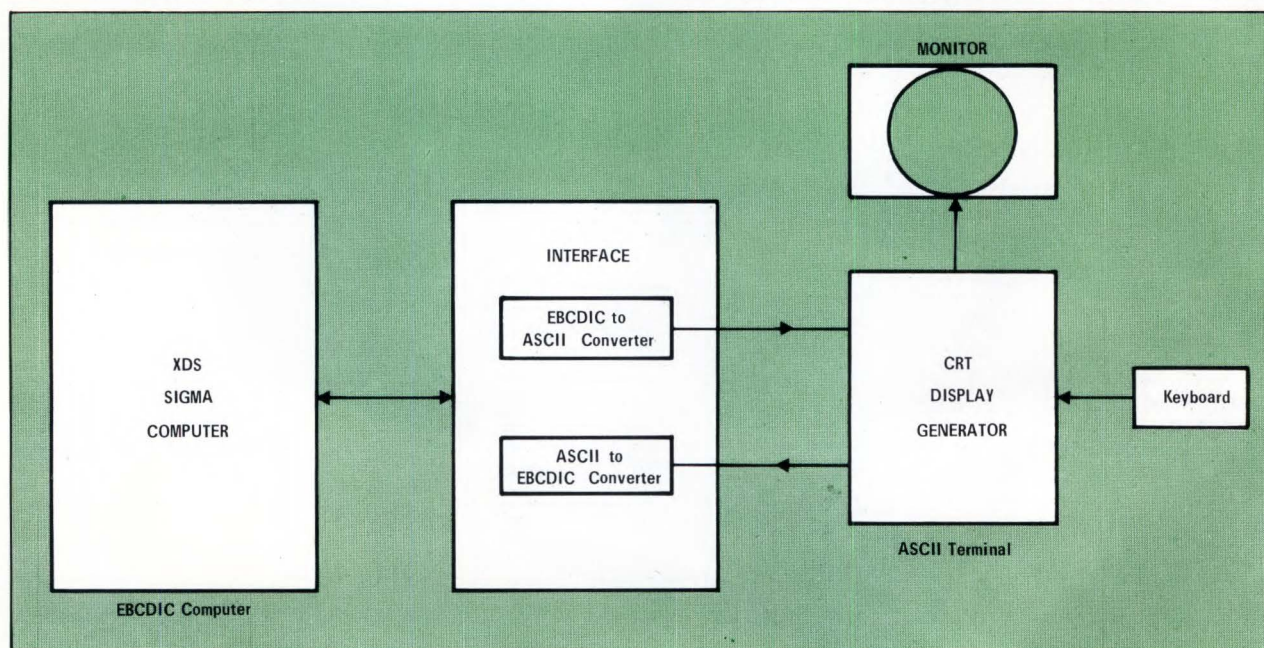 MONITOR
XDS
SIGMA
COMPUTER
EBCDIC Computer
INTERFACE
EBCDIC to
ASCII Converter
ASCII to
EBCDIC Converter
CRT
DISPLAY
GENERATOR
ASCII Terminal
Keyboard